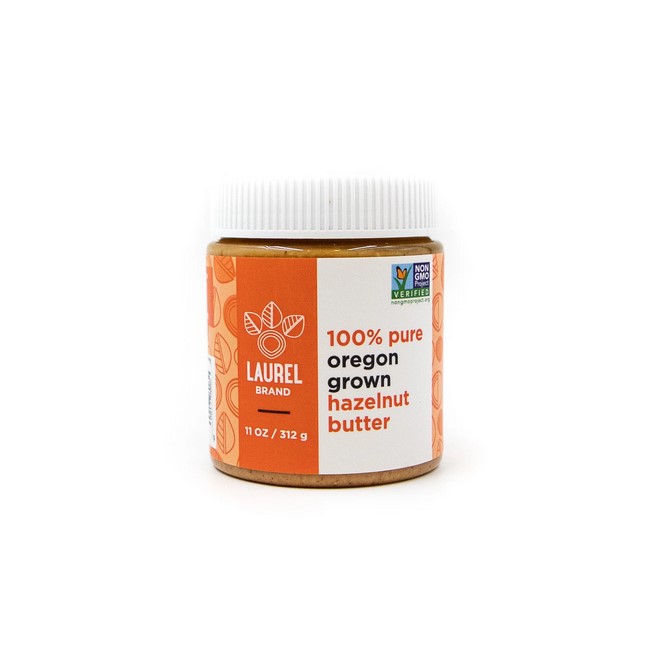 LAUREL
BRAND
11 OZ / 312 g
NON
GMO
Project
VERIFIED
nongmoproject.org
100% pure
oregon
grown
hazelnut
butter